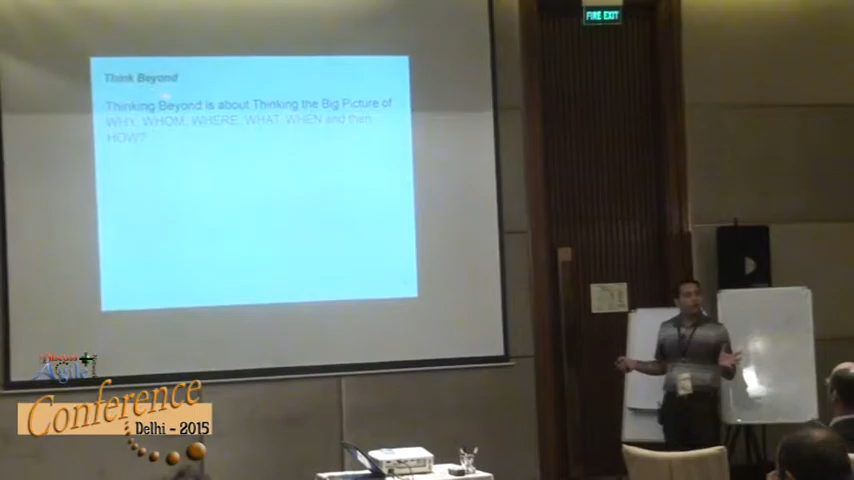 FIRE EXIT
Think Beyond
Thinking Beyond is about Thinking the Big Picture of
WHY, WHOM, WHERE, WHAT, WHEN and then
HOW?
Agile
Conference
Delhi - 2015